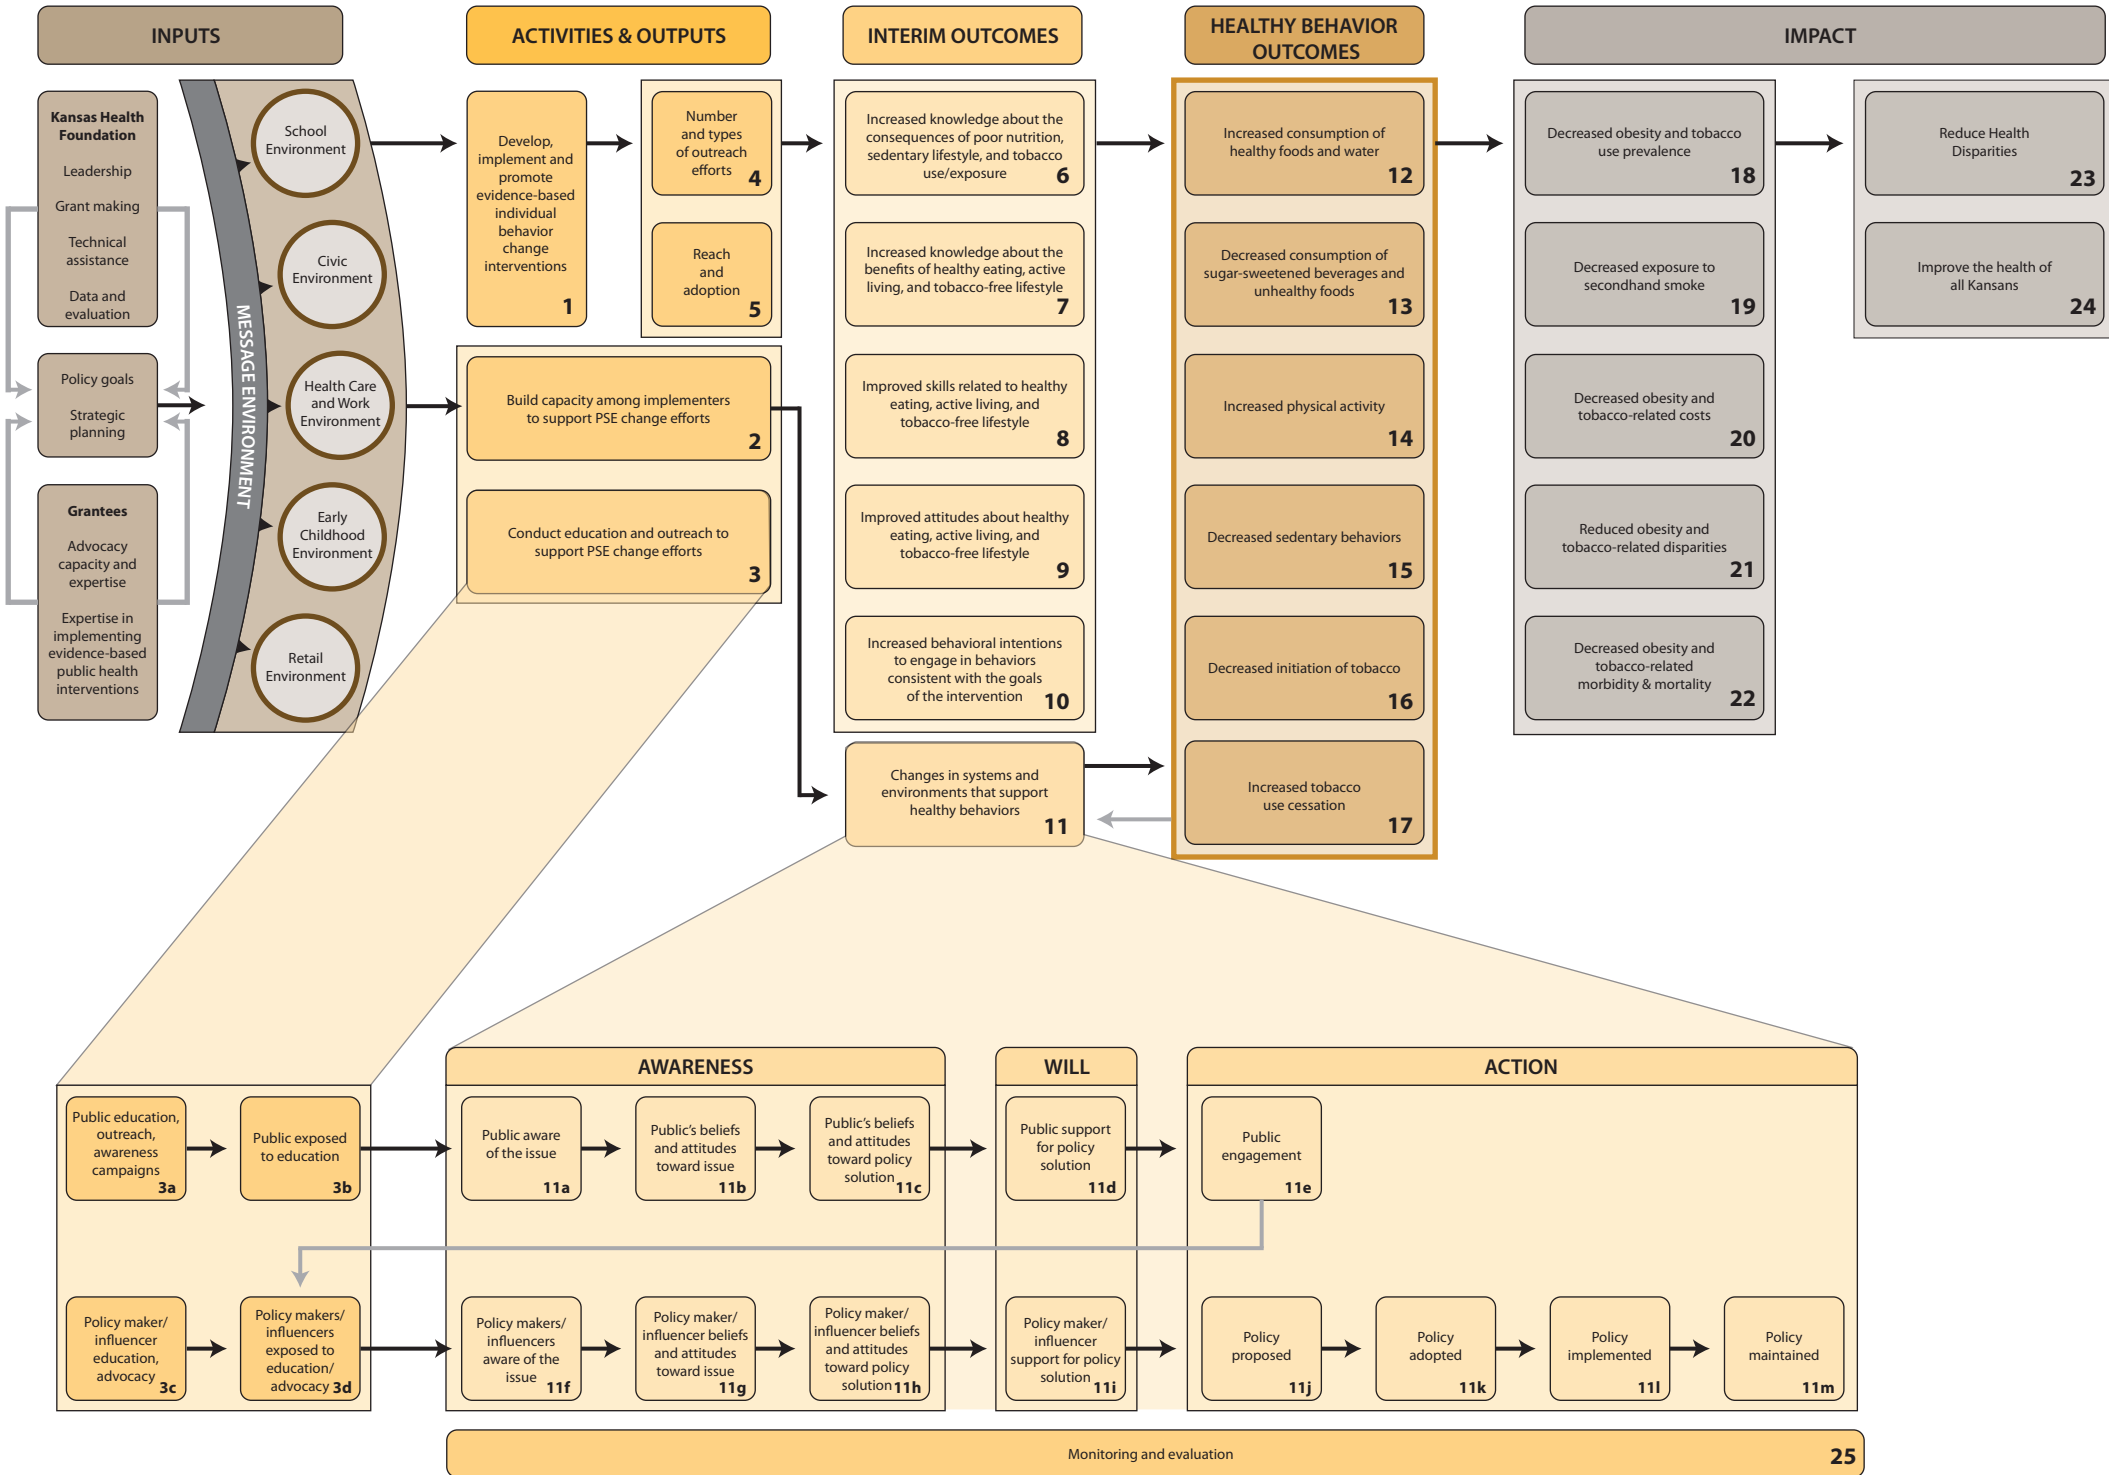 INPUTS
ACTIVITIES & OUTPUTS
INTERIM OUTCOMES
HEALTHY BEHAVIOR
OUTCOMES
IMPACT
Kansas Health
Foundation
Leadership
Grant making
Technical
assistance
Data and
evaluation
Policy goals
Strategic
planning
Grantees
Advocacy
capacity and
expertise
Expertise in
implementing
evidence-based
public health
interventions
MESSAGE ENVIRONMENT
School
Environment
Civic
Environment
Health Care
and Work
Environment
Early
Childhood
Environment
Retail
Environment
Develop,
implement and
promote
evidence-based
individual
behavior
change
interventions
1
Number
and types
of outreach
efforts
4
Reach
and
adoption
5
Build capacity among implementers
to support PSE change efforts
2
Conduct education and outreach to
support PSE change efforts
3
Increased knowledge about the
consequences of poor nutrition,
sedentary lifestyle, and tobacco
use/exposure
6
Increased knowledge about the
benefits of healthy eating, active
living, and tobacco-free lifestyle
7
Improved skills related to healthy
eating, active living, and
tobacco-free lifestyle
8
Improved attitudes about healthy
eating, active living, and
tobacco-free lifestyle
9
Increased behavioral intentions
to engage in behaviors
consistent with the goals
of the intervention
10
Changes in systems and
environments that support
healthy behaviors
11
Increased consumption of
healthy foods and water
12
Decreased consumption of
sugar-sweetened beverages and
unhealthy foods
13
Increased physical activity
14
Decreased sedentary behaviors
15
Decreased initiation of tobacco
16
Increased tobacco
use cessation
17
Decreased obesity and tobacco
use prevalence
18
Decreased exposure to
secondhand smoke
19
Decreased obesity and
tobacco-related costs
20
Reduced obesity and
tobacco-related disparities
21
Decreased obesity and
tobacco-related
morbidity & mortality
22
Reduce Health
Disparities
23
Improve the health of
all Kansans
24
AWARENESS
WILL
ACTION
Public education,
outreach,
awareness
campaigns
3a
Public exposed
to education
3b
Public aware
of the issue
11a
Public's beliefs
and attitudes
toward issue
11b
Public's beliefs
and attitudes
toward policy
solution 11c
Public support
for policy
solution
11d
Public
engagement
11e
Policy maker/
influencer
education,
advocacy
3c
Policy makers/
influencers
exposed to
education/
advocacy 3d
Policy makers/
influencers
aware of the
issue
11f
Policy maker/
influencer beliefs
and attitudes
toward issue
11g
Policy maker/
influencer beliefs
and attitudes
toward policy
solution 11h
Policy maker/
influencer
support for policy
solution 11i
Policy
proposed
11j
Policy
adopted
11k
Policy
implemented
11l
Policy
maintained
11m
Monitoring and evaluation
25